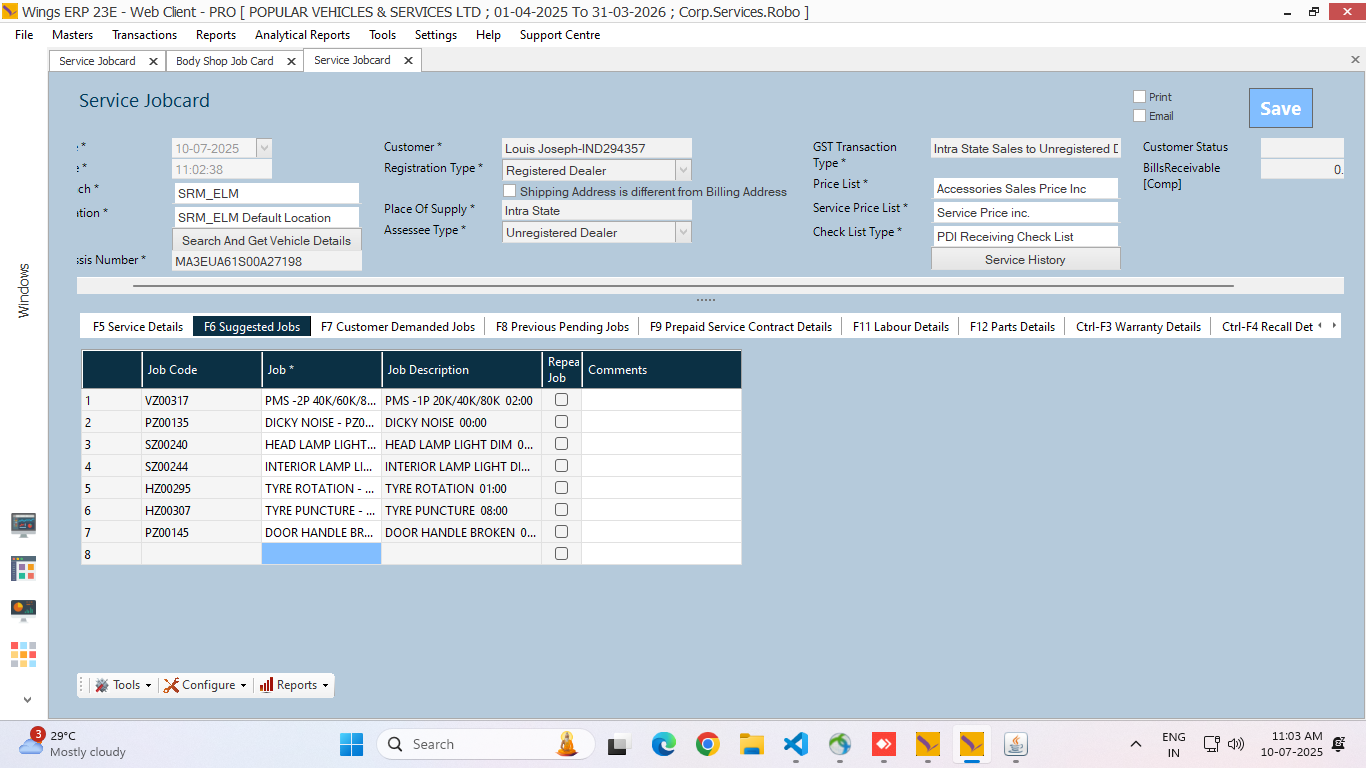 Wings ERP 23E - Web Client - PRO [ POPULAR VEHICLES & SERVICES LTD ; 01-04-2025 To 31-03-2026 ; Corp.Services.Robo ]
File Masters Transactions Reports Analytical Reports Tools Settings Help Support Centre
Service Jobcard Body Shop Job Card Service Jobcard
Service Jobcard
Print
Email
Save
10-07-2025
11:02:38
ch *
SRM_ELM
ation *
SRM_ELM Default Location
Search And Get Vehicle Details
ssis Number *
MA3EUA61S00A27198
Customer *
Louis Joseph-IND294357
Registration Type *
Registered Dealer
Shipping Address is different from Billing Address
Place Of Supply *
Intra State
Assessee Type *
Unregistered Dealer
GST Transaction Type *
Intra State Sales to Unregistered D
Price List *
Accessories Sales Price Inc
Service Price List *
Service Price inc.
Check List Type *
PDI Receiving Check List
Service History
Customer Status
BillsReceivable [Comp]
0.
Windows
F5 Service Details F6 Suggested Jobs F7 Customer Demanded Jobs F8 Previous Pending Jobs F9 Prepaid Service Contract Details F11 Labour Details F12 Parts Details Ctrl-F3 Warranty Details Ctrl-F4 Recall Det
Job Code Job * Job Description Repea Job Comments
1 VZ00317 PMS -2P 40K/60K/8... PMS -1P 20K/40K/80K 02:00
2 PZ00135 DICKY NOISE - PZ0... DICKY NOISE 00:00
3 SZ00240 HEAD LAMP LIGHT... HEAD LAMP LIGHT DIM 0...
4 SZ00244 INTERIOR LAMP LI... INTERIOR LAMP LIGHT DI...
5 HZ00295 TYRE ROTATION - ... TYRE ROTATION 01:00
6 HZ00307 TYRE PUNCTURE - ... TYRE PUNCTURE 08:00
7 PZ00145 DOOR HANDLE BR... DOOR HANDLE BROKEN 0...
8
Tools Configure Reports
3
29°C
Mostly cloudy
Search
ENG
IN
11:03 AM
10-07-2025